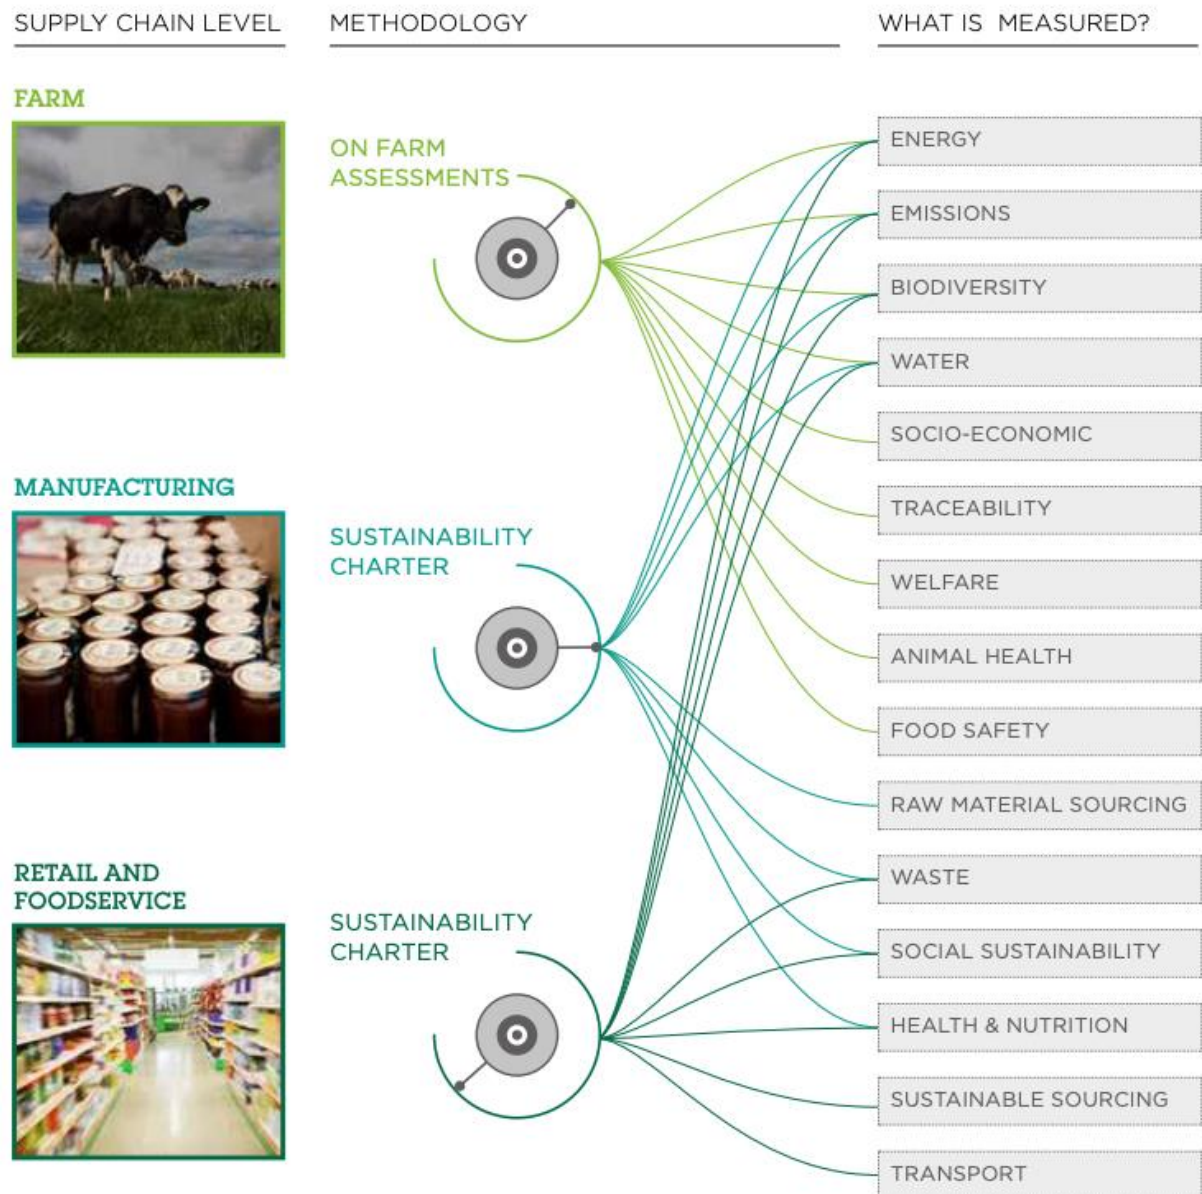 SUPPLY CHAIN LEVEL
METHODOLOGY
WHAT IS MEASURED?
FARM
ON FARM
ASSESSMENTS
MANUFACTURING
SUSTAINABILITY
CHARTER
RETAIL AND
FOODSERVICE
SUSTAINABILITY
CHARTER
ENERGY
EMISSIONS
BIODIVERSITY
WATER
SOCIO-ECONOMIC
TRACEABILITY
WELFARE
ANIMAL HEALTH
FOOD SAFETY
RAW MATERIAL SOURCING
WASTE
SOCIAL SUSTAINABILITY
HEALTH & NUTRITION
SUSTAINABLE SOURCING
TRANSPORT